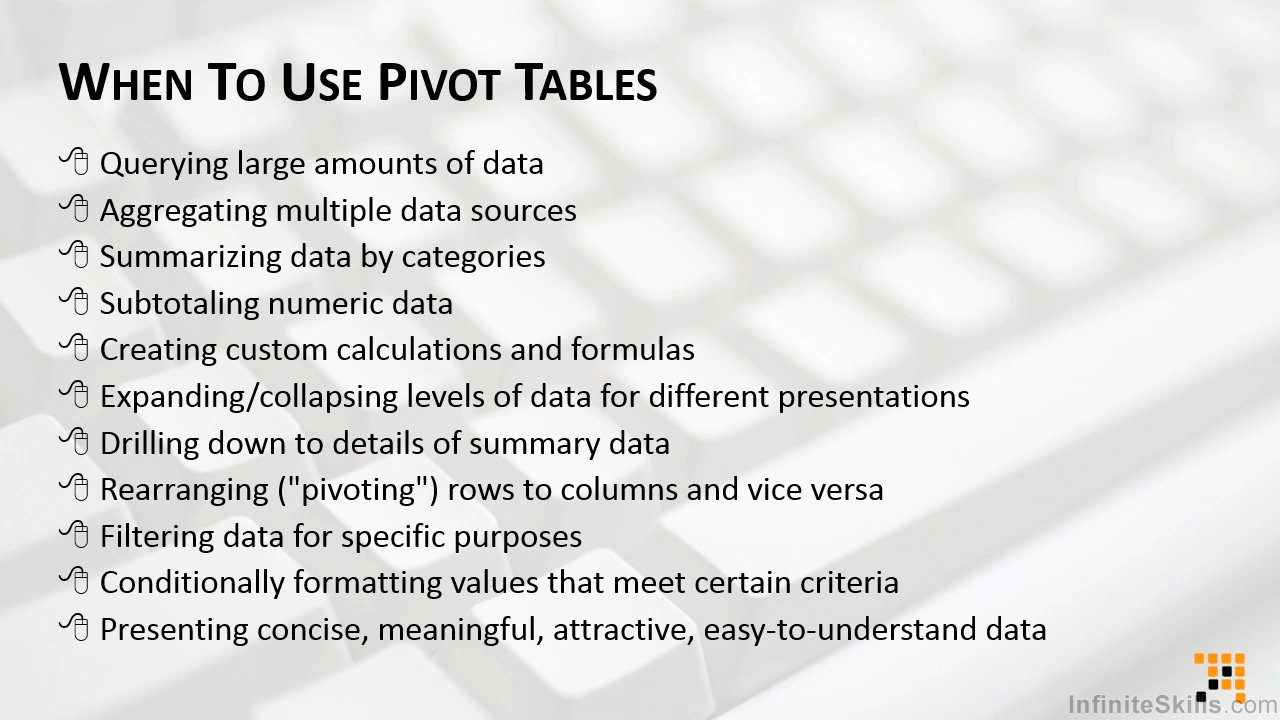 When To Use Pivot Tables
Querying large amounts of data
Aggregating multiple data sources
Summarizing data by categories
Subtotaling numeric data
Creating custom calculations and formulas
Expanding/collapsing levels of data for different presentations
Drilling down to details of summary data
Rearranging ("pivoting") rows to columns and vice versa
Filtering data for specific purposes
Conditionally formatting values that meet certain criteria
Presenting concise, meaningful, attractive, easy-to-understand data
InfiniteSkills.com